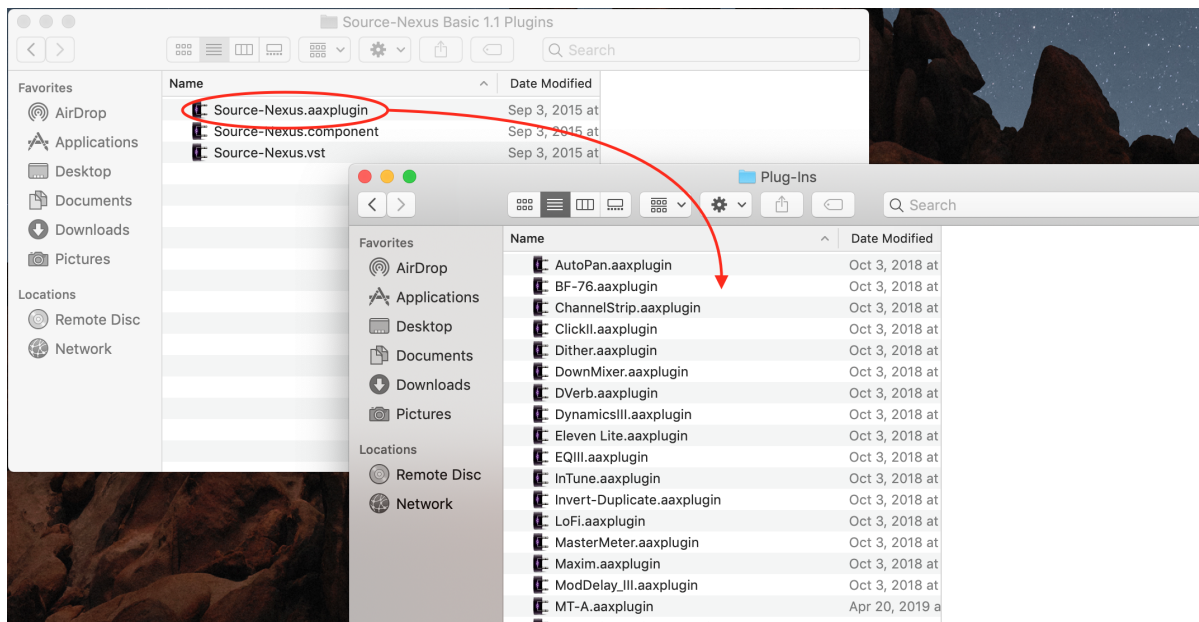 Source-Nexus Basic 1.1 Plugins
Search
Favorites
AirDrop
Applications
Desktop
Documents
Downloads
Pictures
Locations
Remote Disc
Network
Name Date Modified
Source-Nexus.aaxplugin Sep 3, 2015 at
Source-Nexus.component Sep 3, 2015 at
Source-Nexus.vst Sep 3, 2015 at
Plug-Ins
Search
Favorites
AirDrop
Applications
Desktop
Documents
Downloads
Pictures
Locations
Remote Disc
Network
Name Date Modified
AutoPan.aaxplugin Oct 3, 2018 at
BF-76.aaxplugin Oct 3, 2018 at
ChannelStrip.aaxplugin Oct 3, 2018 at
ClickII.aaxplugin Oct 3, 2018 at
Dither.aaxplugin Oct 3, 2018 at
DownMixer.aaxplugin Oct 3, 2018 at
DVerb.aaxplugin Oct 3, 2018 at
DynamicsIII.aaxplugin Oct 3, 2018 at
Eleven Lite.aaxplugin Oct 3, 2018 at
EQIII.aaxplugin Oct 3, 2018 at
InTune.aaxplugin Oct 3, 2018 at
Invert-Duplicate.aaxplugin Oct 3, 2018 at
LoFi.aaxplugin Oct 3, 2018 at
MasterMeter.aaxplugin Oct 3, 2018 at
Maxim.aaxplugin Oct 3, 2018 at
ModDelay_III.aaxplugin Oct 3, 2018 at
MT-A.aaxplugin Apr 20, 2019 a